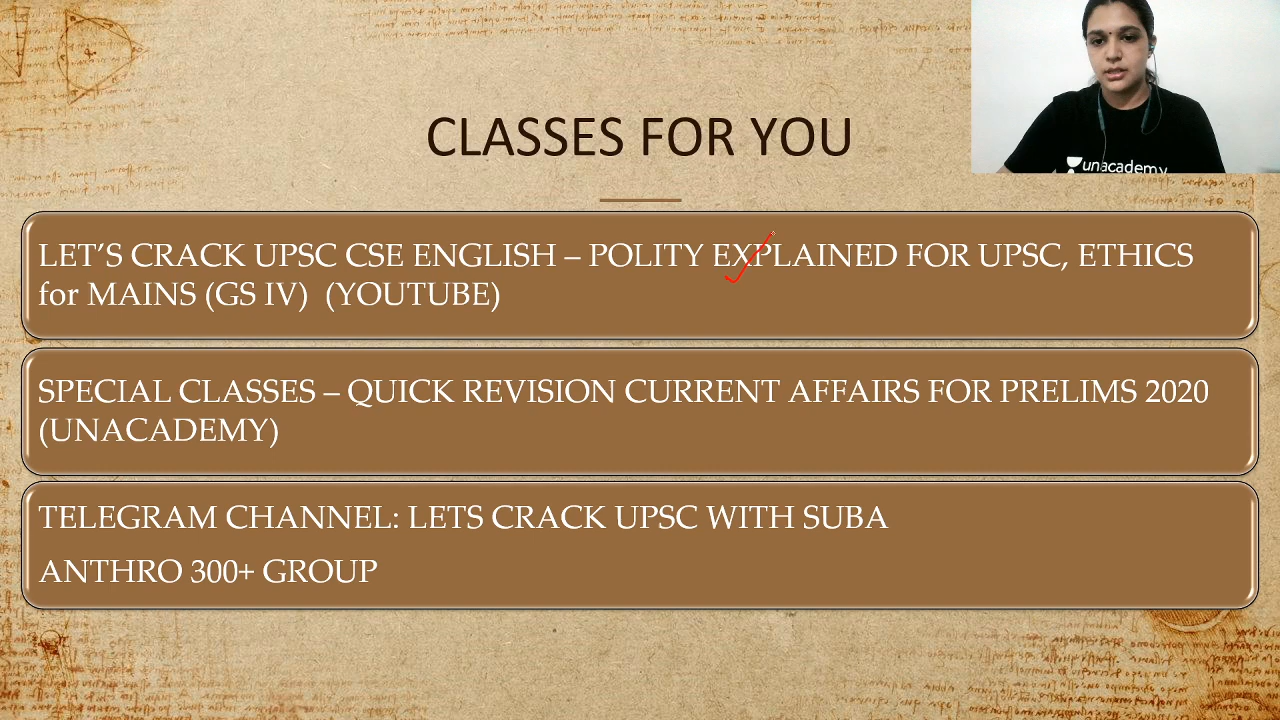 CLASSES FOR YOU
unacademy
LET'S CRACK UPSC CSE ENGLISH – POLITY EXPLAINED FOR UPSC, ETHICS
for MAINS (GS IV) (YOUTUBE)
SPECIAL CLASSES – QUICK REVISION CURRENT AFFAIRS FOR PRELIMS 2020
(UNACADEMY)
TELEGRAM CHANNEL: LETS CRACK UPSC WITH SUBA
ANTHRO 300+ GROUP